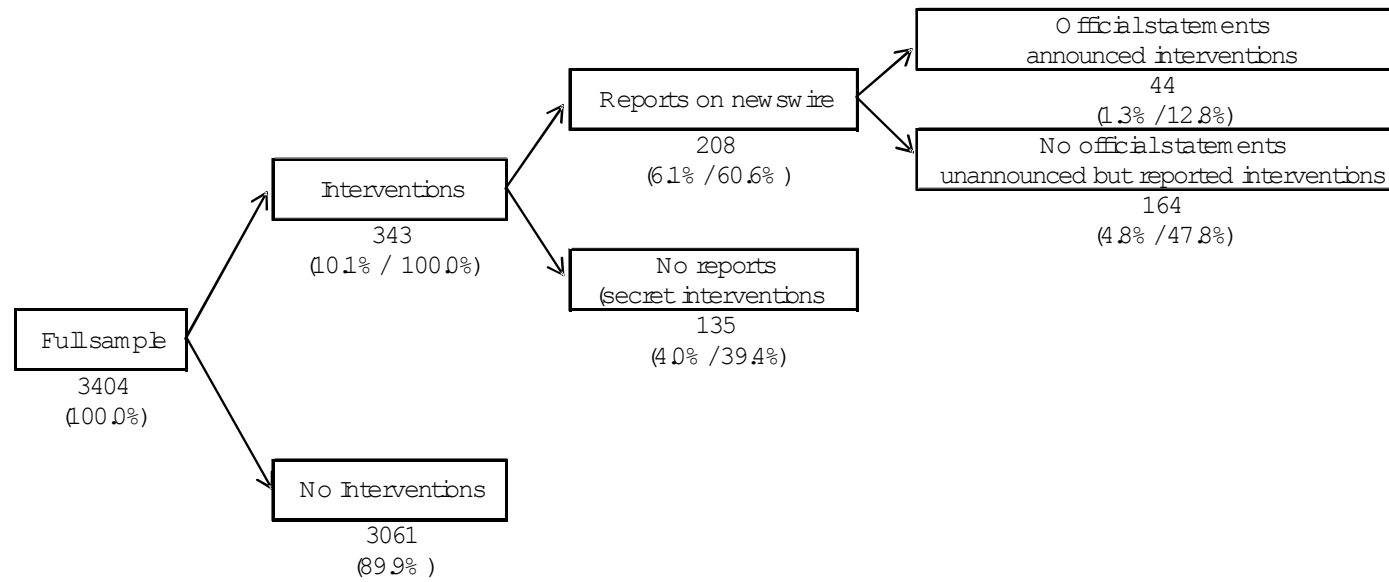 Official statements
announced interventions
44
(1.3% / 12.8%)
Reports on newswire
208
(6.1% / 60.6% )
No official statements
unannounced but reported interventions
164
(4.8% / 47.8%)
Interventions
343
(10.1% / 100.0%)
No reports
(secret interventions
135
(4.0% / 39.4%)
Full sample
3404
(100.0%)
No Interventions
3061
(89.9% )